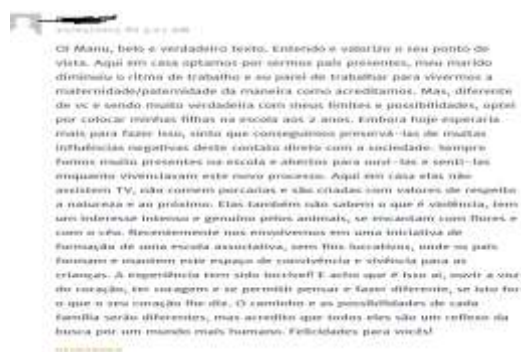 Oi Manu, belo e verdadeiro texto. Entendo e valorizo o seu ponto de
vista. Aqui em casa optamos por sermos pais presentes, meu marido
diminuiu o ritmo de trabalho e eu parei de trabalhar para vivermos a
maternidade/paternidade da maneira como acreditamos. Mas, diferente
de vc e sendo muito verdadeira com meus limites e possibilidades, optei
por colocar minhas filhas na escola aos 2 anos. Embora hoje esperaria
mais para fazer isso, sinto que conseguimos preservá-las de muitas
influências negativas deste contato direto com a sociedade. Sempre
fomos muito presentes na escola e abertos para ouvi-las e senti-las
enquanto vivenciavam este novo processo. Aqui em casa elas não
assistem TV, não comem porcarias e são criadas com valores de respeito
a natureza e ao próximo. Elas também não sabem o que é violência, tem
um interesse intenso e genuíno pelos animais, se encantam com flores e
com o céu. Recentemente nos envolvemos em uma iniciativa de
formação de uma escola associativa, sem fins lucrativos, onde os pais
formam e mantem este espaço de convivência e vivência para as
crianças. A experiência tem sido incrível! E acho que é isso aí, ouvir a voz
do coração, ter coragem e se permitir pensar e fazer diferente, se isto for
o que o seu coração lhe diz. O caminho e as possibilidades de cada
família serão diferentes, mas acredito que todos eles são um reflexo da
busca por um mundo mais humano. Felicidades para vocês!